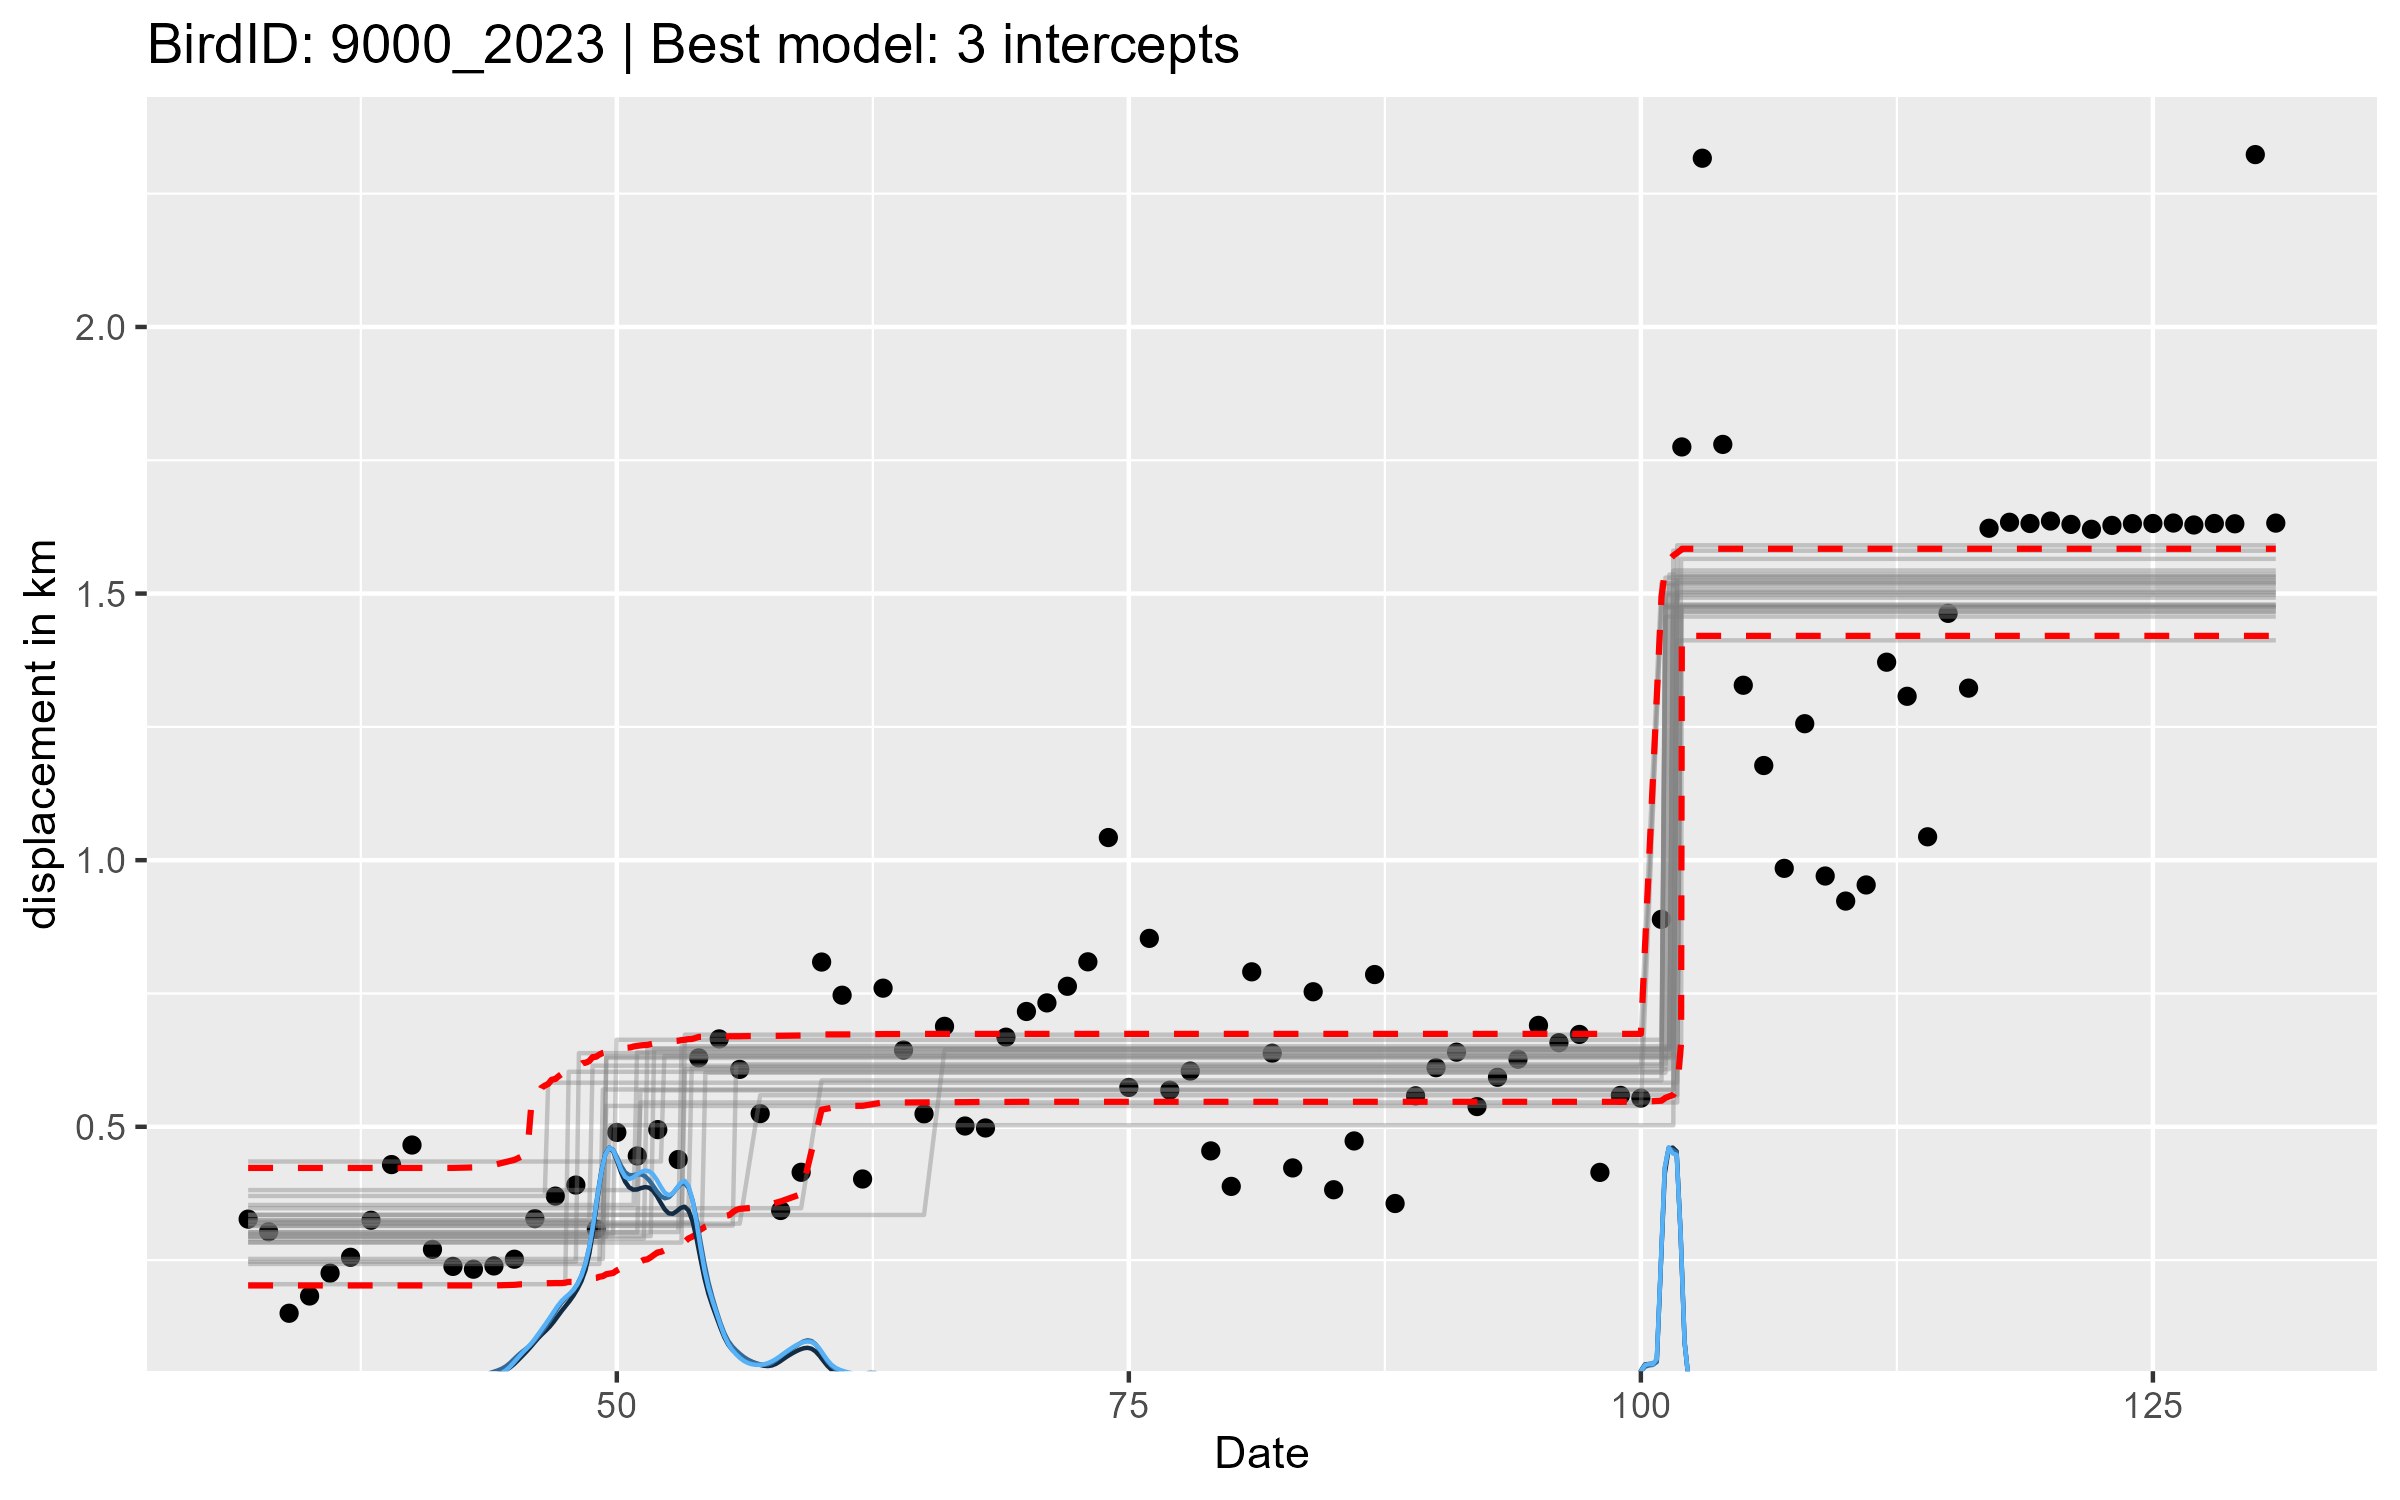 BirdID: 9000_2023 | Best model: 3 intercepts
displacement in km
2.0
1.5
1.0
0.5
50
75
100
125
Date